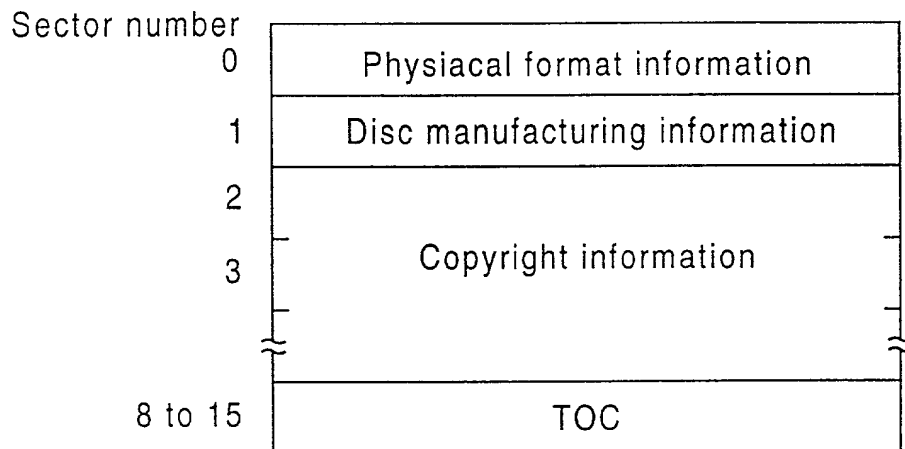 Sector number
0 Physiacal format information
1 Disc manufacturing information
2
Copyright information
3
8 to 15 TOC